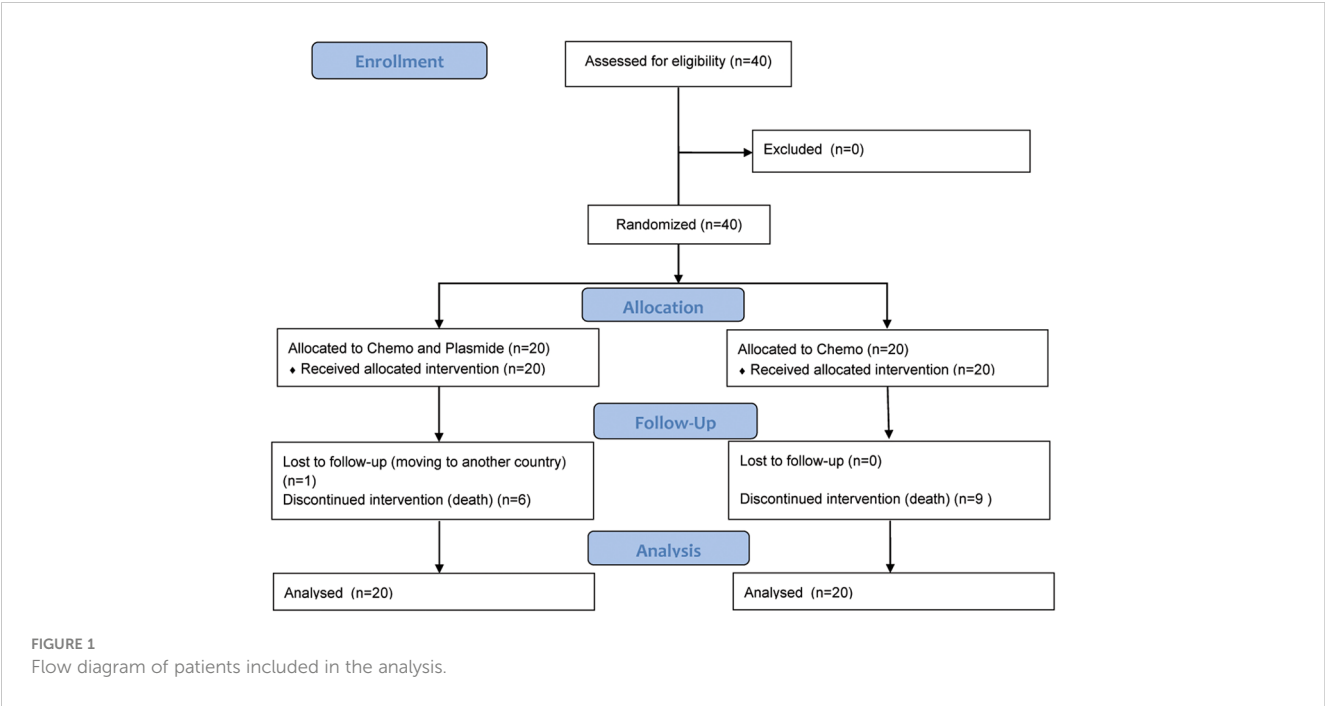 Enrollment
Assessed for eligibility (n=40)
Excluded (n=0)
Randomized (n=40)
Allocation
Allocated to Chemo and Plasmide (n=20)
♦ Received allocated intervention (n=20)
Allocated to Chemo (n=20)
♦ Received allocated intervention (n=20)
Follow-Up
Lost to follow-up (moving to another country)
(n=1)
Discontinued intervention (death) (n=6)
Lost to follow-up (n=0)
Discontinued intervention (death) (n=9 )
Analysis
Analysed (n=20)
Analysed (n=20)
FIGURE 1
Flow diagram of patients included in the analysis.